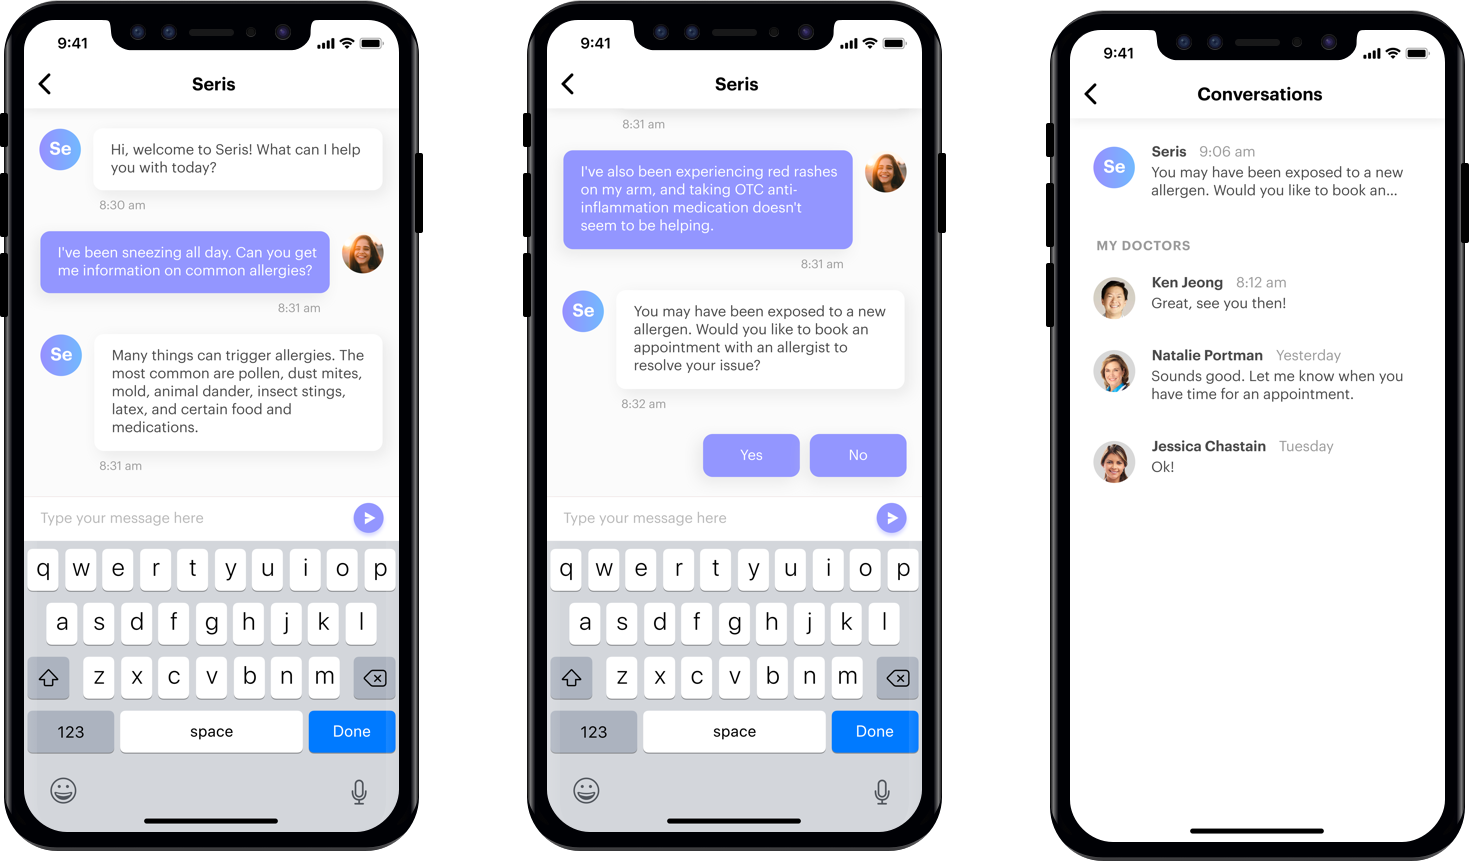 9:41
Seris
Se
Hi, welcome to Seris! What can I help
you with today?
8:30 am
I've been sneezing all day. Can you get
me information on common allergies?
8:31 am
Se
Many things can trigger allergies. The
most common are pollen, dust mites,
mold, animal dander, insect stings,
latex, and certain food and
medications.
8:31 am
Type your message here
q w e r t y u i o p
a s d f g h j k l
z x c v b n m
123 space Done
9:41
Seris
8:31 am
I've also been experiencing red rashes
on my arm, and taking OTC anti-
inflammation medication doesn't
seem to be helping.
8:31 am
Se
You may have been exposed to a new
allergen. Would you like to book an
appointment with an allergist to
resolve your issue?
8:32 am
Yes No
Type your message here
q w e r t y u i o p
a s d f g h j k l
z x c v b n m
123 space Done
9:41
Conversations
Se
Seris 9:06 am
You may have been exposed to a new
allergen. Would you like to book an...
MY DOCTORS
Ken Jeong 8:12 am
Great, see you then!
Natalie Portman Yesterday
Sounds good. Let me know when you
have time for an appointment.
Jessica Chastain Tuesday
Ok!